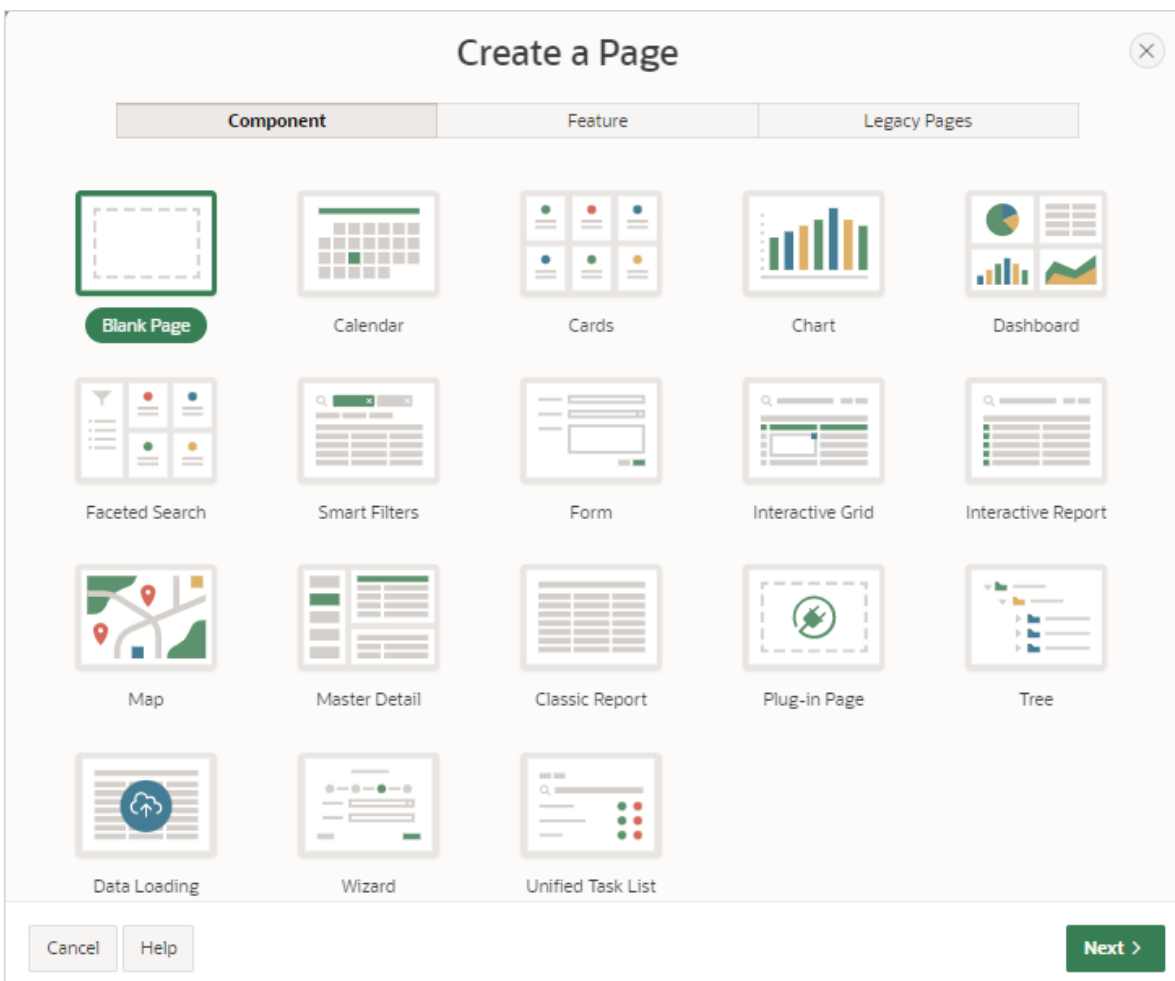 Create a Page
Component Feature Legacy Pages
Blank Page Calendar Cards Chart Dashboard
Faceted Search Smart Filters Form Interactive Grid Interactive Report
Map Master Detail Classic Report Plug-in Page Tree
Data Loading Wizard Unified Task List
Cancel Help Next